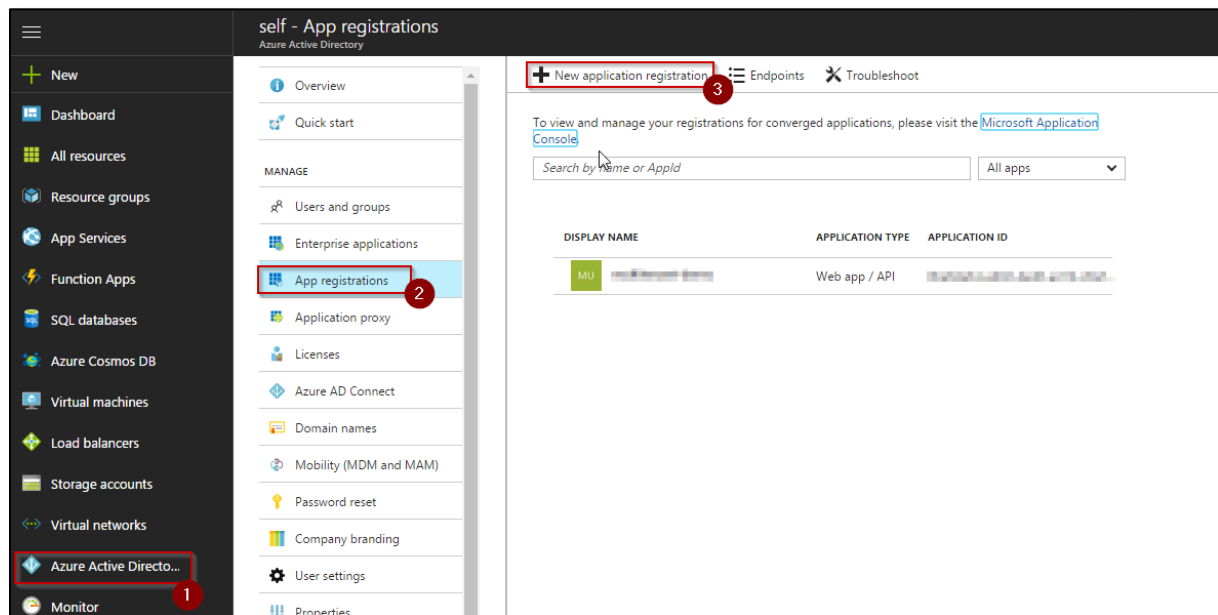 self - App registrations
Azure Active Directory
New
Dashboard
All resources
Resource groups
App Services
Function Apps
SQL databases
Azure Cosmos DB
Virtual machines
Load balancers
Storage accounts
Virtual networks
Azure Active Directo...
1
Monitor
Overview
Quick start
MANAGE
Users and groups
Enterprise applications
App registrations
2
Application proxy
Licenses
Azure AD Connect
Domain names
Mobility (MDM and MAM)
Password reset
Company branding
User settings
Properties
New application registration
3
Endpoints
Troubleshoot
To view and manage your registrations for converged applications, please visit the Microsoft Application
Console.
Search by name or AppId
All apps
DISPLAY NAME
APPLICATION TYPE
APPLICATION ID
MU
Web app / API